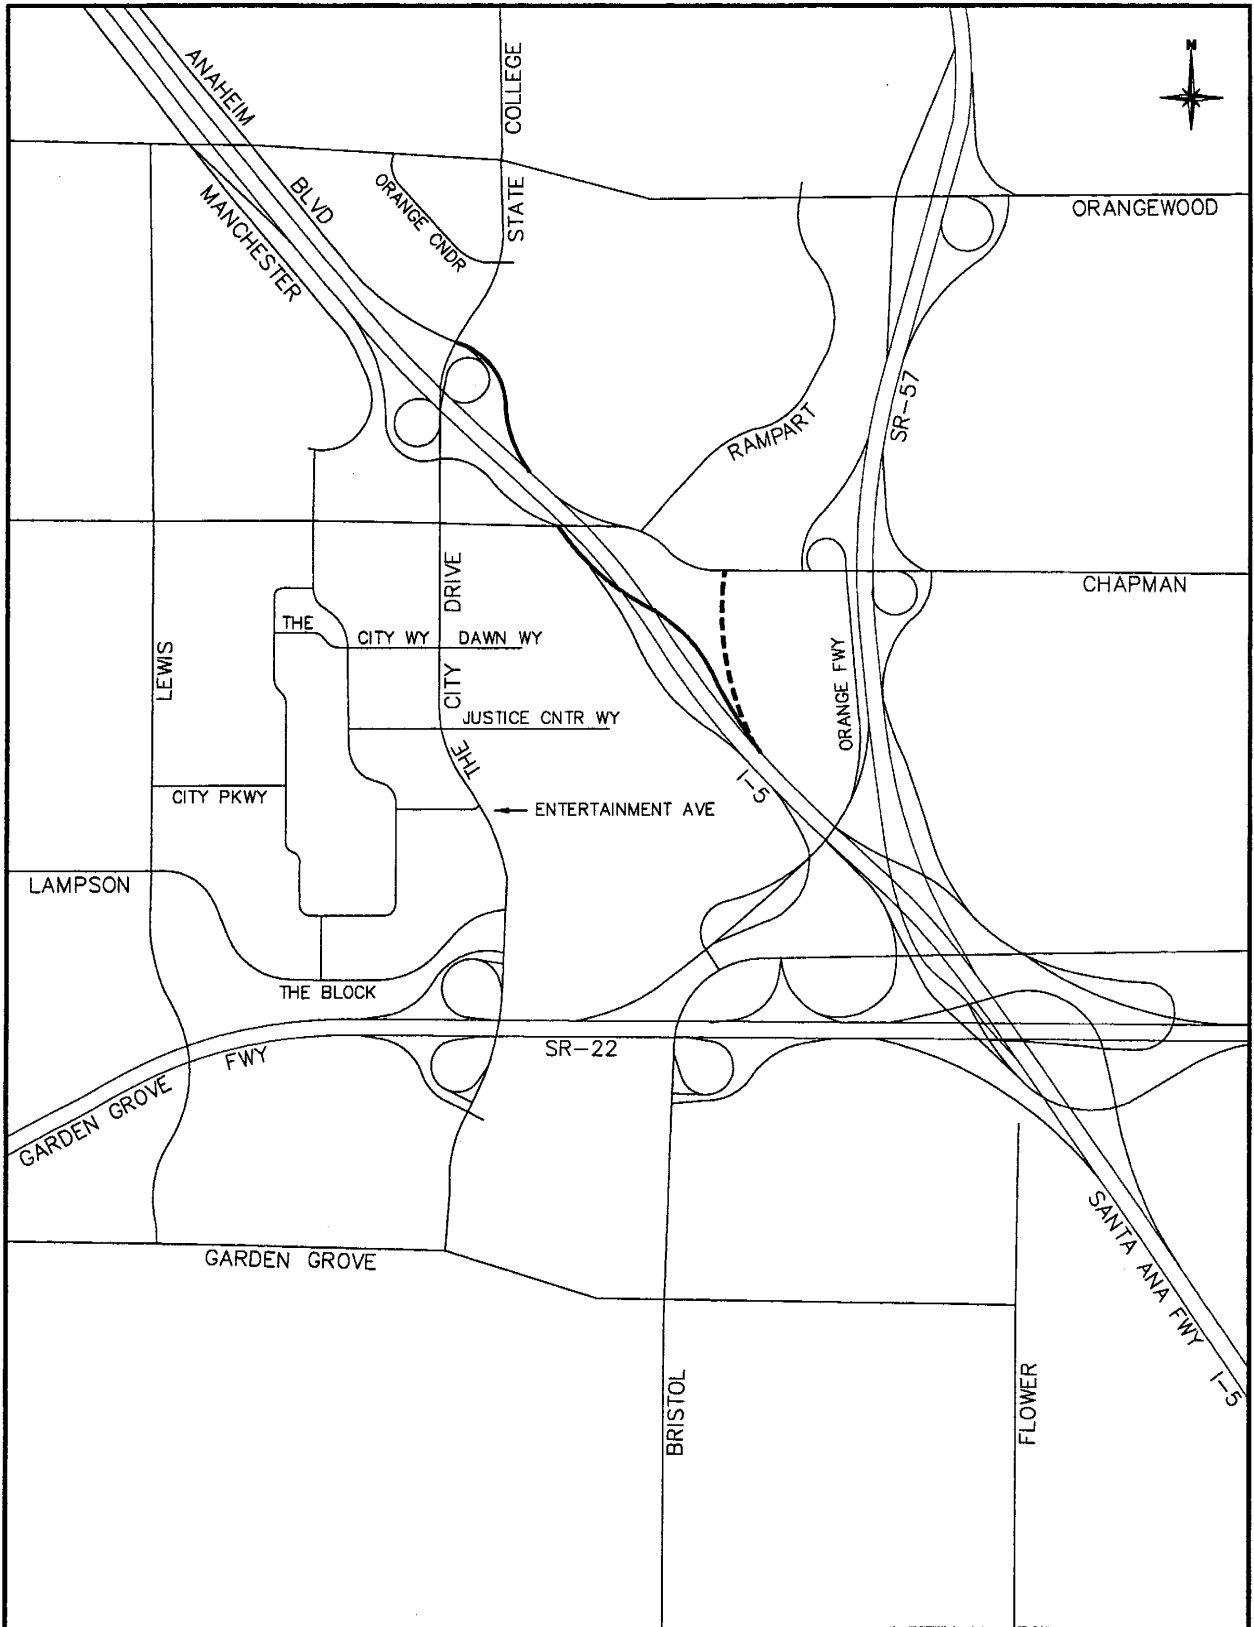 N
ANAHEIM
BLVD
COLLEGE
STATE
ORANGE CNDR
MANCHESTER
ORANGEWOOD
SR-57
RAMPART
CHAPMAN
DRIVE
CITY
THE
THE
CITY WY
DAWN WY
LEWIS
ORANGE FWY
JUSTICE CNTR WY
I-5
CITY PKWY
ENTERTAINMENT AVE
LAMPSON
THE BLOCK
SR-22
FWY
GARDEN GROVE
SANTA ANA FWY
I-5
GARDEN GROVE
BRISTOL
FLOWER